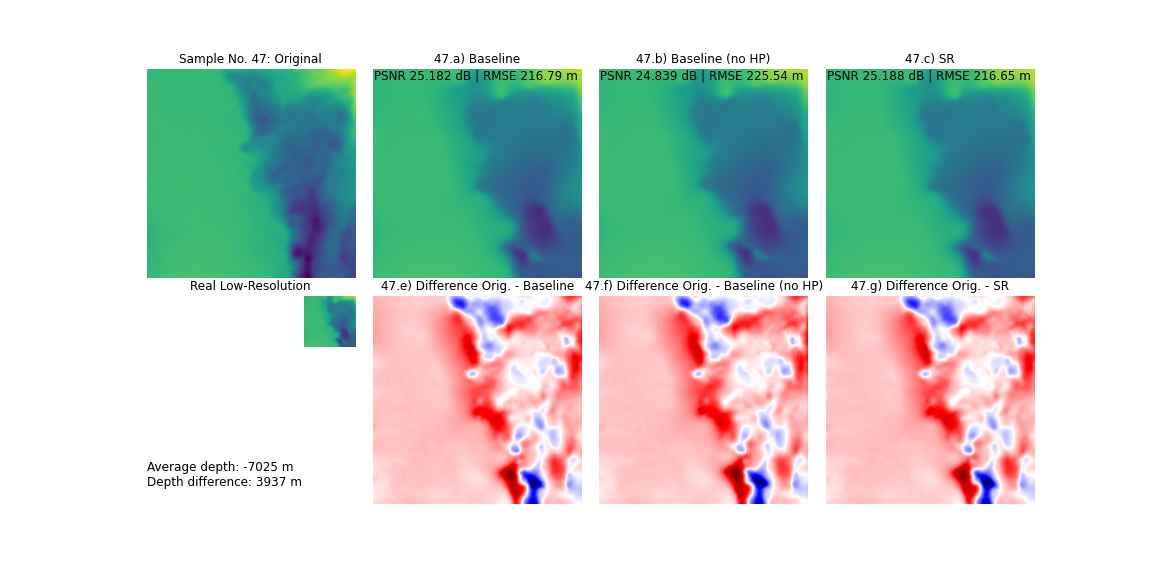 Sample No. 47: Original
47.a) Baseline
47.b) Baseline (no HP)
47.c) SR
PSNR 25.182 dB | RMSE 216.79 m
PSNR 24.839 dB | RMSE 225.54 m
PSNR 25.188 dB | RMSE 216.65 m
Real Low-Resolution
47.e) Difference Orig. - Baseline
47.f) Difference Orig. - Baseline (no HP)
47.g) Difference Orig. - SR
Average depth: -7025 m
Depth difference: 3937 m